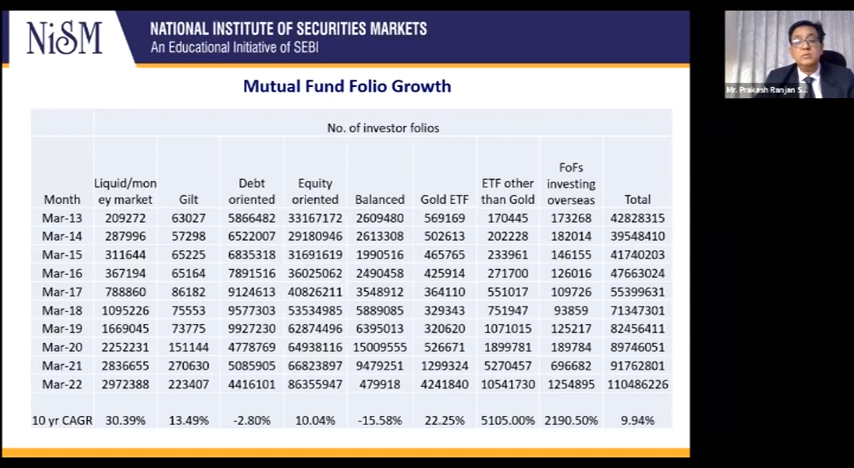 NiSM
NATIONAL INSTITUTE OF SECURITIES MARKETS
An Educational Initiative of SEBI
Mr. Prakash Ranjan S...
Mutual Fund Folio Growth
No. of investor folios
Month Liquid/mon ey market Gilt Debt oriented Equity oriented Balanced Gold ETF ETF other than Gold FoFs investing overseas Total
Mar-13 209272 63027 5866482 33167172 2609480 569169 170445 173268 42828315
Mar-14 287996 57298 6522007 29180946 2613308 502613 202228 182014 39548410
Mar-15 311644 65225 6835318 31691619 1990516 465765 233961 146155 41740203
Mar-16 367194 65164 7891516 36025062 2490458 425914 271700 126016 47663024
Mar-17 788860 86182 9124613 40826211 3548912 364110 551017 109726 55399631
Mar-18 1095226 75553 9577303 53534985 5889085 329343 751947 93859 71347301
Mar-19 1669045 73775 9927230 62874496 6395013 320620 1071015 125217 82456411
Mar-20 2252231 151144 4778769 64938116 15009555 526671 1899781 189784 89746051
Mar-21 2836655 270630 5085905 66823897 9479251 1299324 5270457 696682 91762801
Mar-22 2972388 223407 4416101 86355947 479918 4241840 10541730 1254895 110486226
10 yr CAGR 30.39% 13.49% -2.80% 10.04% -15.58% 22.25% 5105.00% 2190.50% 9.94%